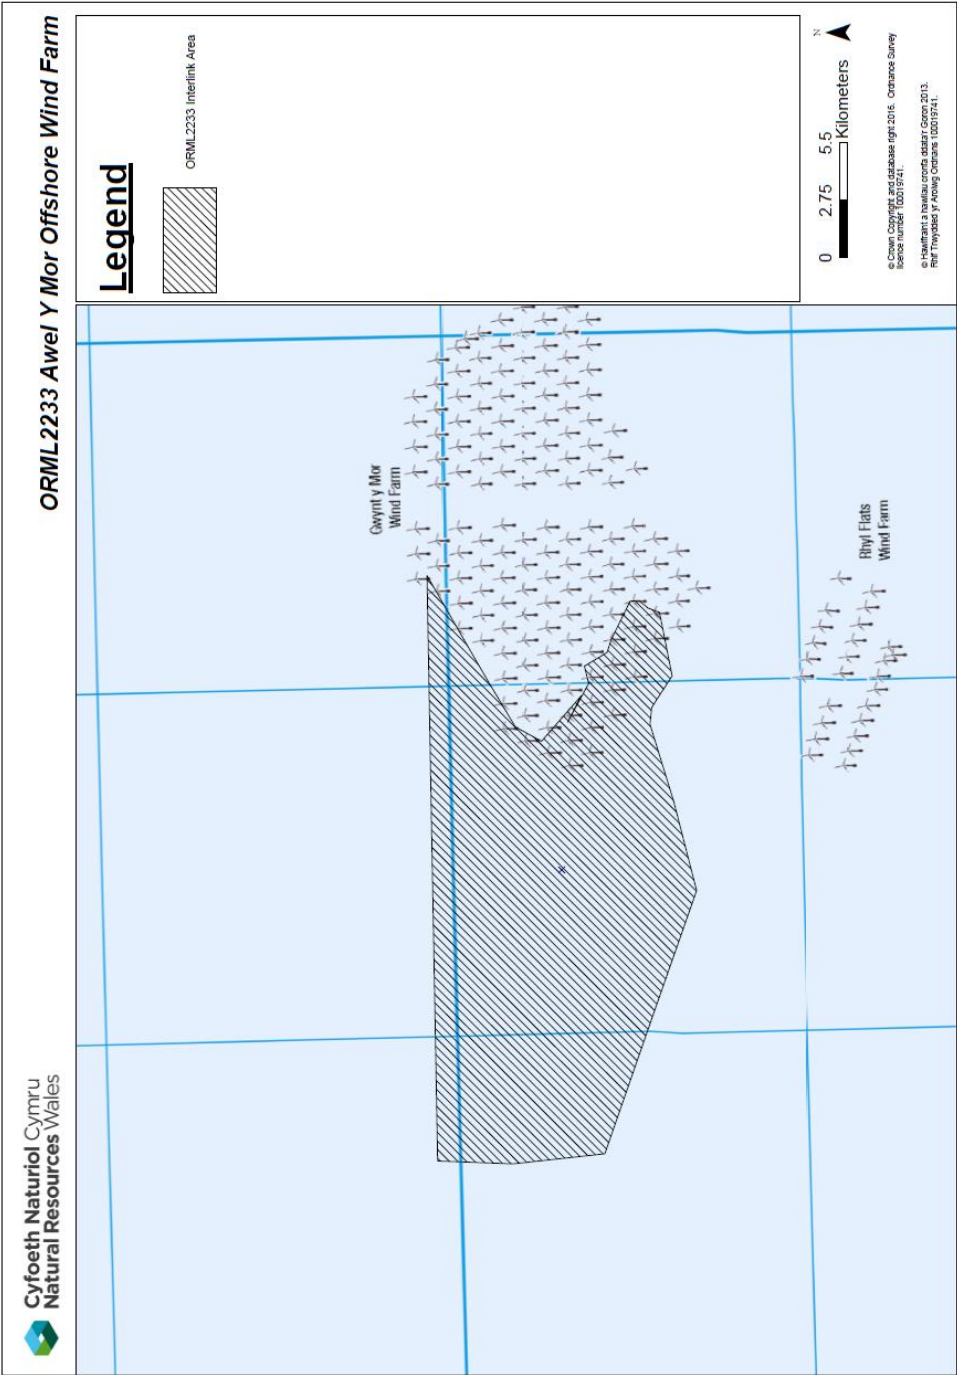 Cyfoeth Naturiol Cymru
Natural Resources Wales
ORML2233 Awel Y Mor Offshore Wind Farm
Gwynt y Mor
Wind Farm
Rhyl Flats
Wind Farm
Legend
ORML2233 Interlink Area
N
0 2.75 5.5
Kilometers
© Crown Copyright and database right 2016. Ordnance Survey
licence number 100019741.
© Hawlfraint a hawliau cronfa ddata'r Goron 2013.
Rhif Trwydded yr Arolwg Ordnans 100019741.